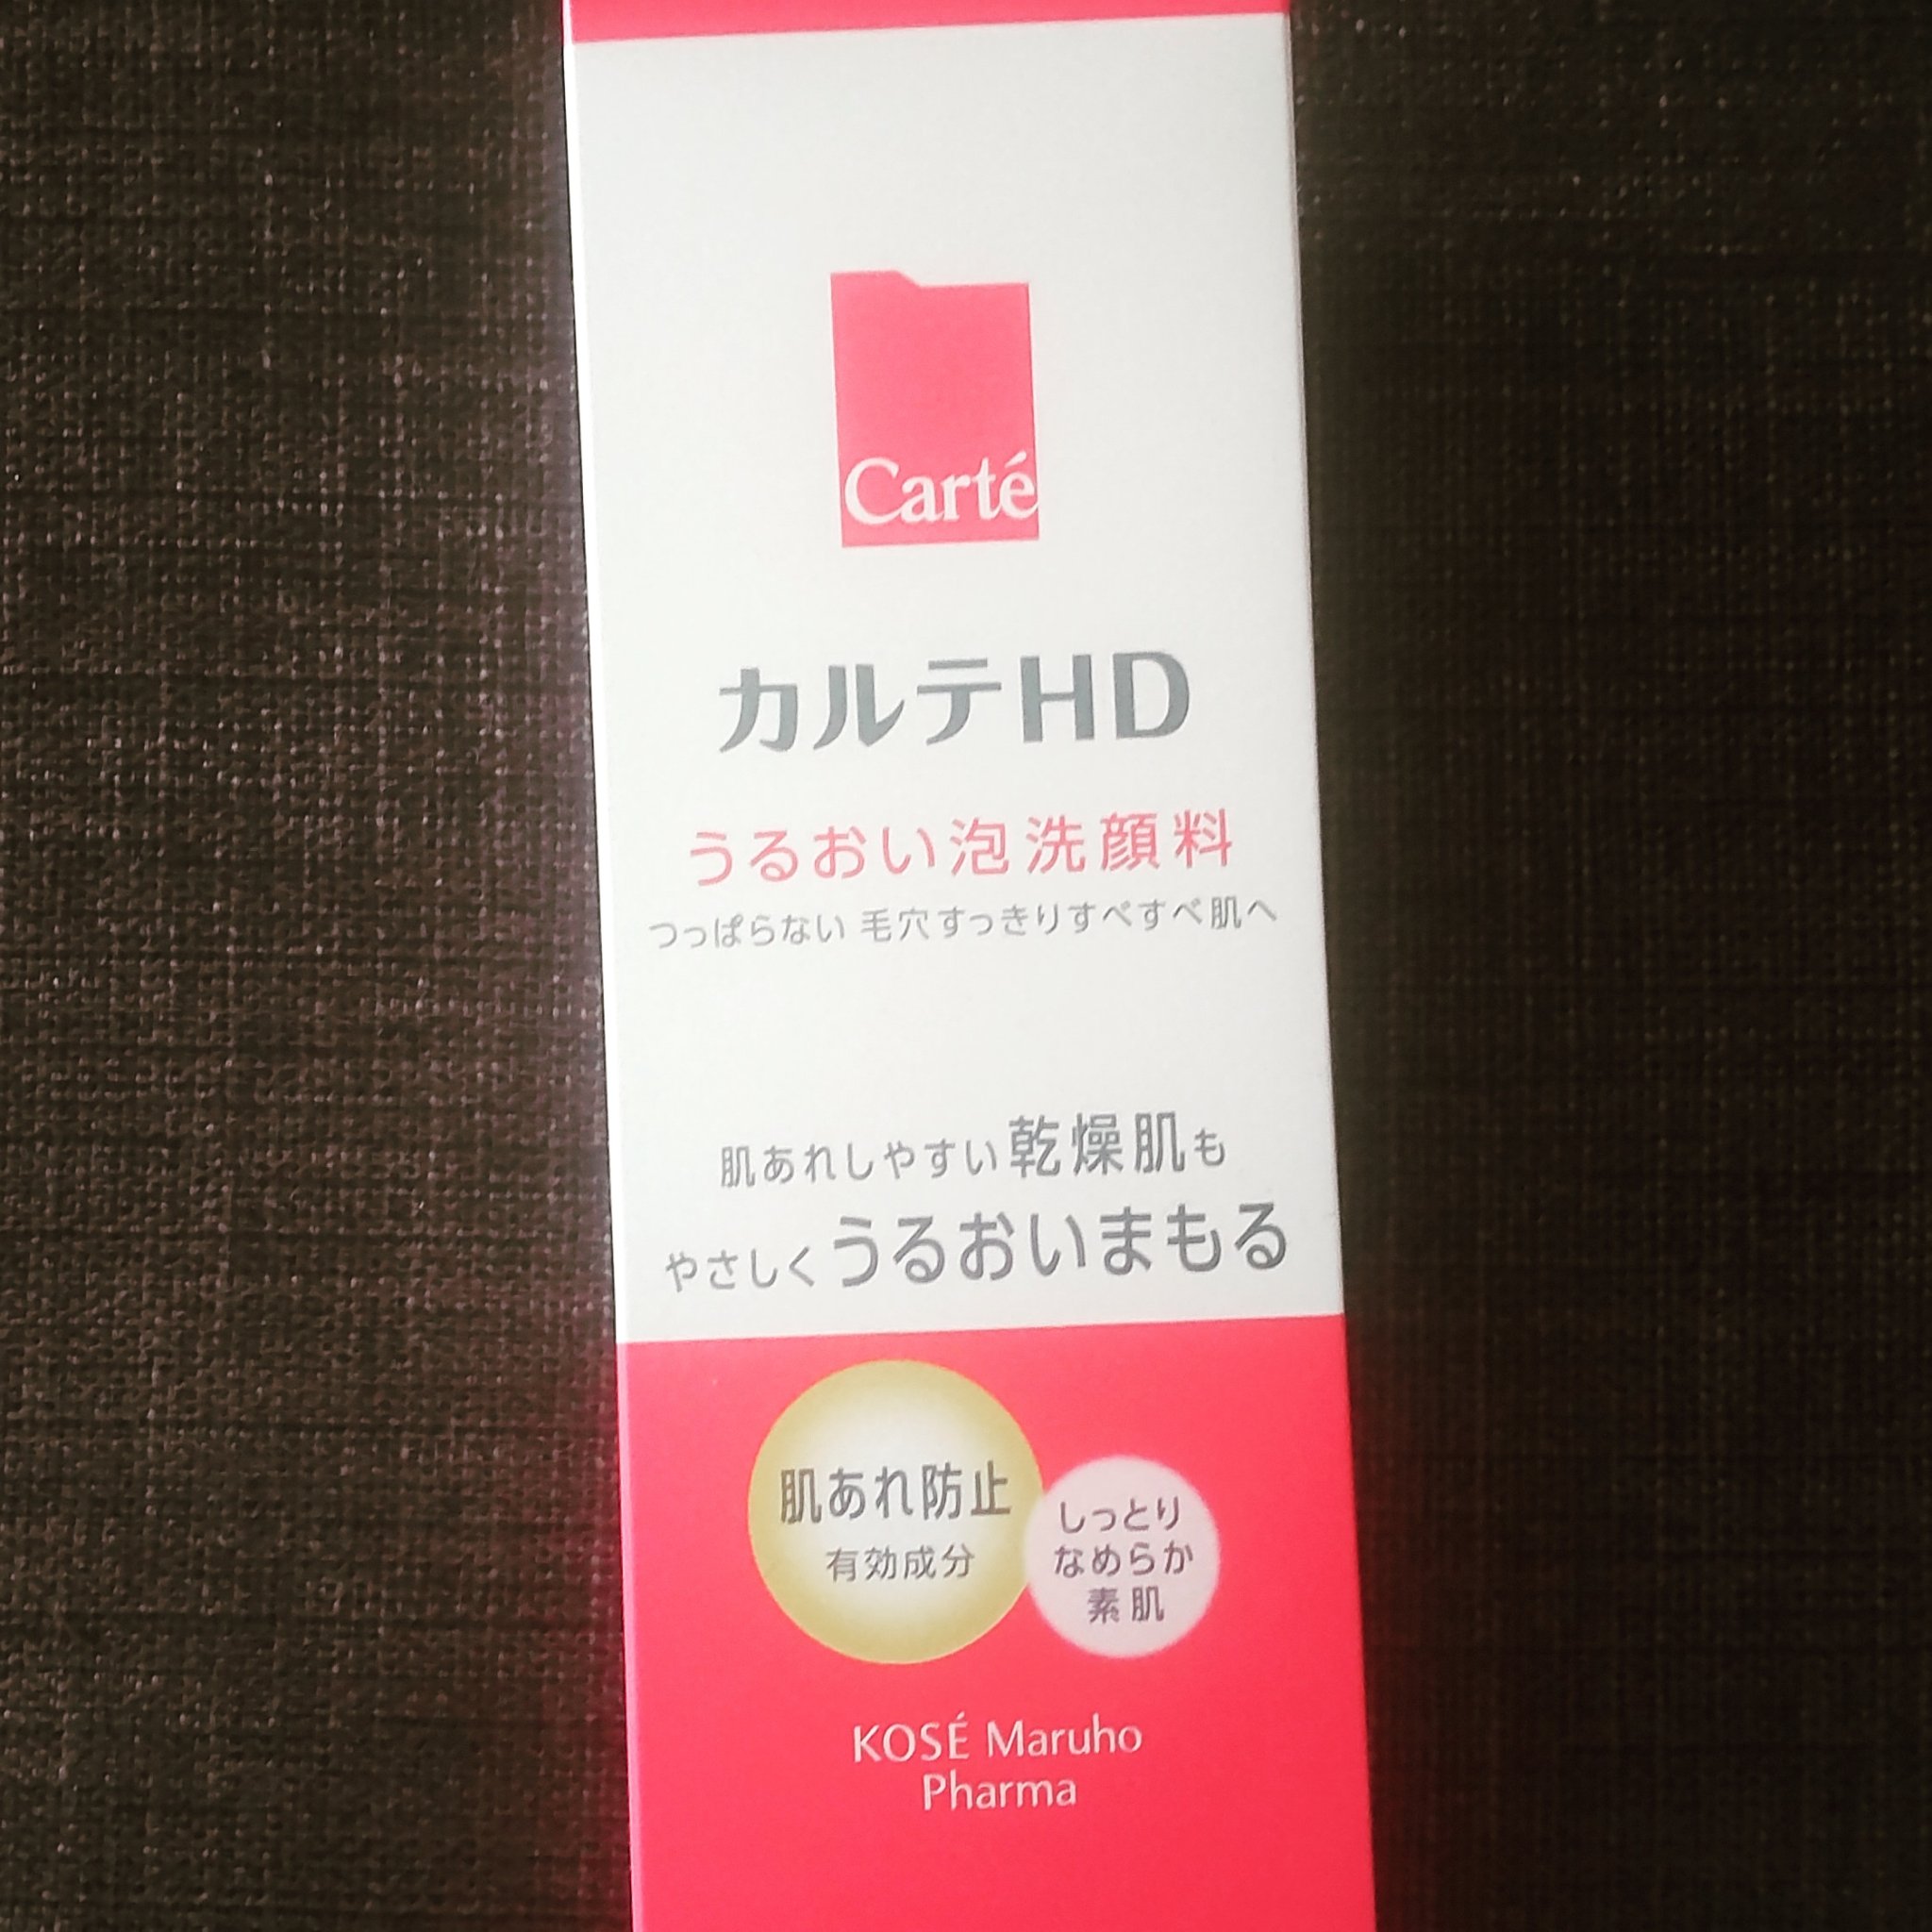 Carté
カルテHD
うるおい泡洗顔料
つっぱらない 毛穴すっきりすべすべ肌へ
肌あれしやすい乾燥肌も
やさしくうるおいまもる
肌あれ防止
有効成分
しっとり
なめらか
素肌
KOSÉ Maruho
Pharma